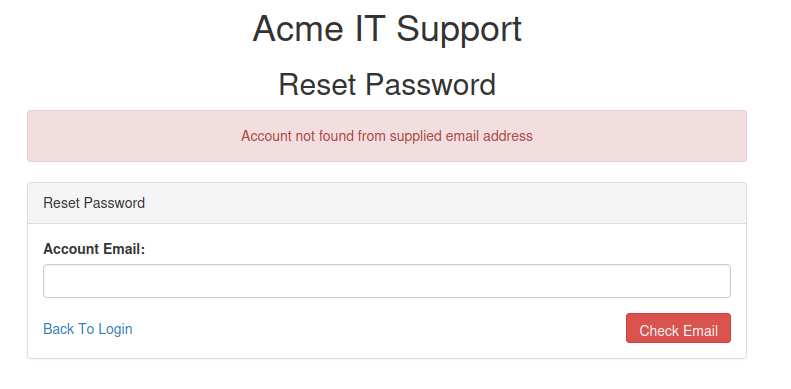 Acme IT Support
Reset Password
Account not found from supplied email address
Reset Password
Account Email:
Back To Login
Check Email